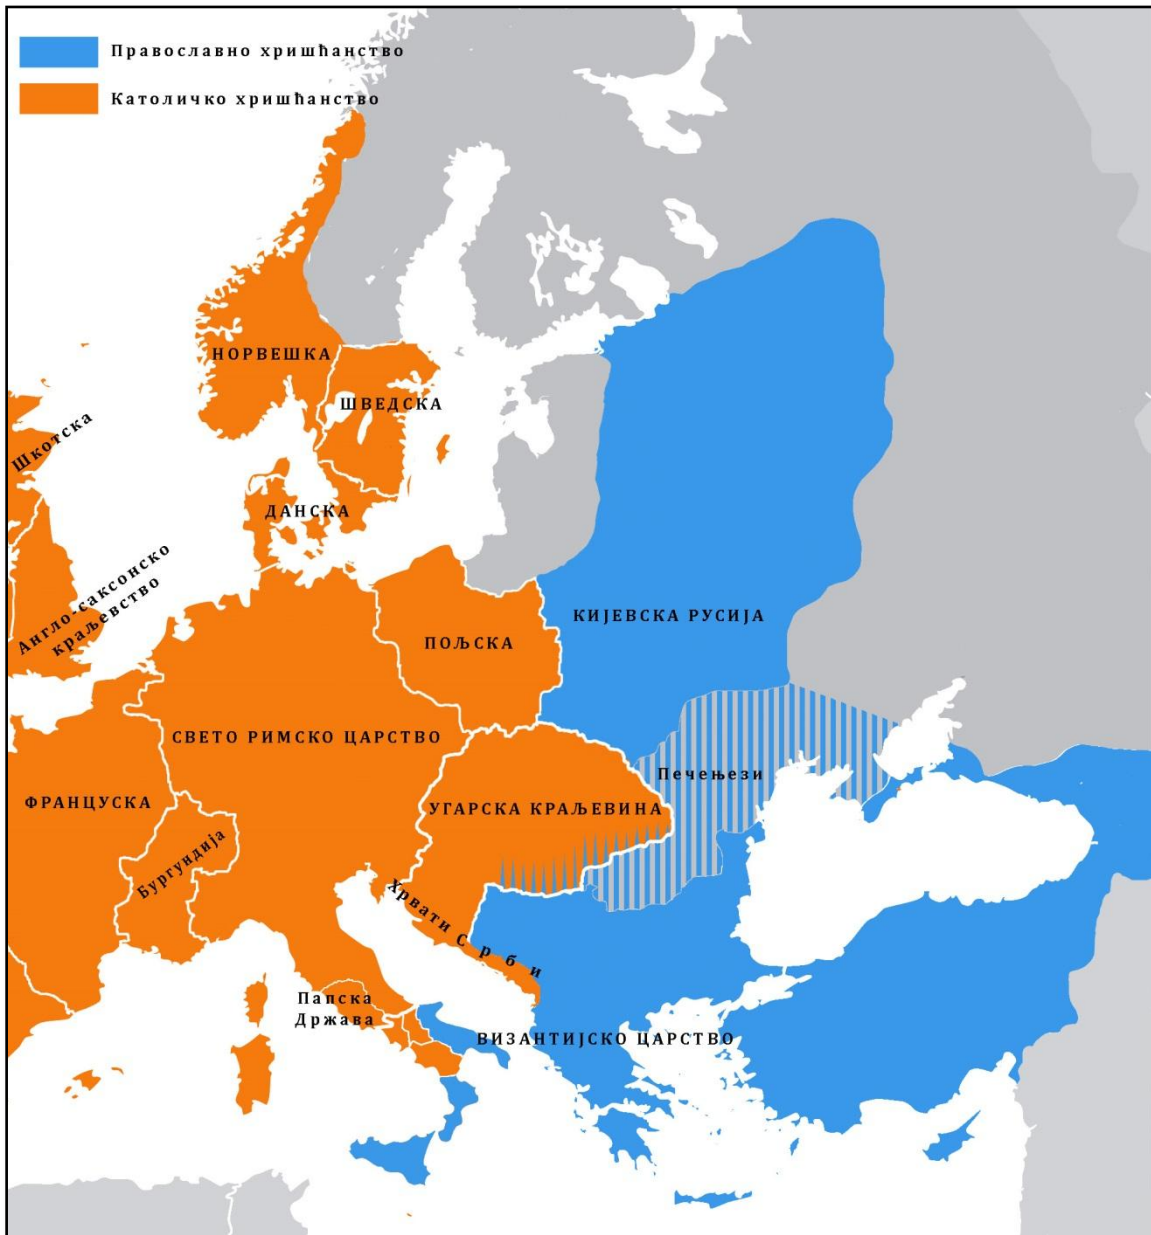 Православно хришћанство
Католичко хришћанство
НОРВЕШКА
ШВЕДСКА
Шкотска
ДАНСКА
Англо-саксонско
краљевство
КИЈЕВСКА РУСИЈА
ПОЉСКА
СВЕТО РИМСКО ЦАРСТВО
Печењези
ФРАНЦУСКА
УГАРСКА КРАЉЕВИНА
Бургундија
Хрвати
Срби
Папска
Држава
ВИЗАНТИЈСКО ЦАРСТВО